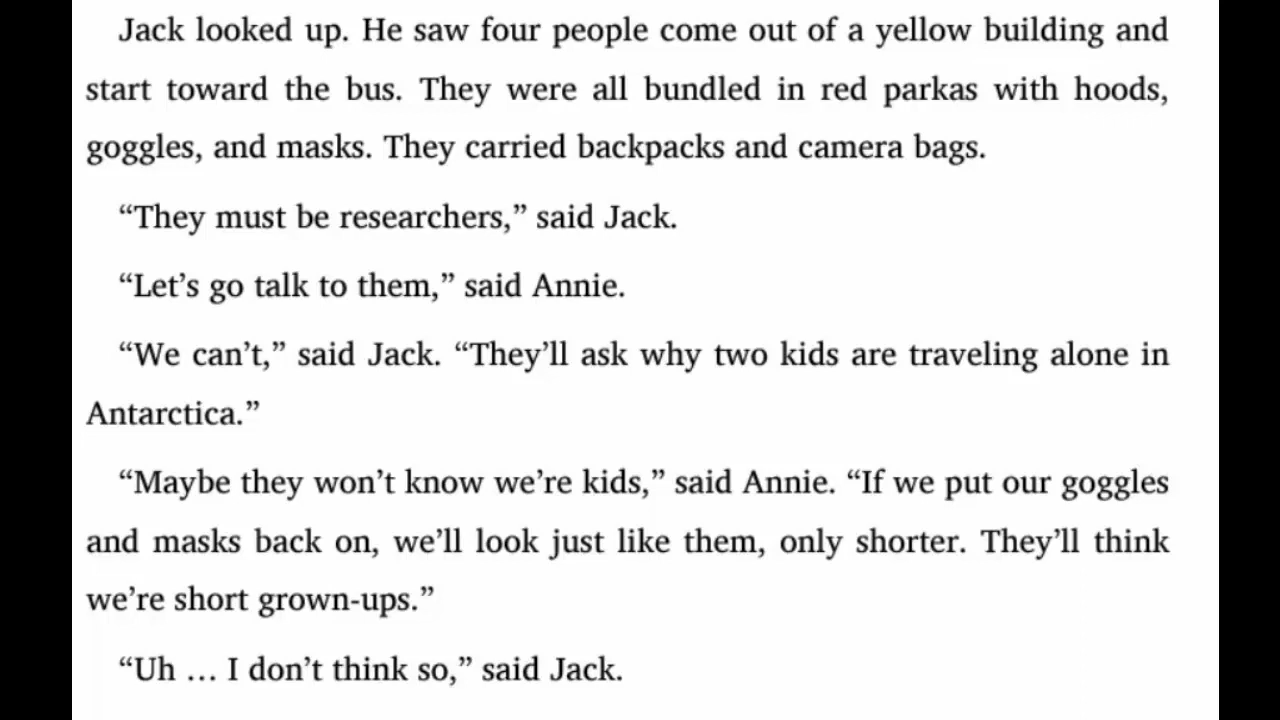 Jack looked up. He saw four people come out of a yellow building and
start toward the bus. They were all bundled in red parkas with hoods,
goggles, and masks. They carried backpacks and camera bags.
“They must be researchers,” said Jack.
“Let’s go talk to them,” said Annie.
“We can’t,” said Jack. “They’ll ask why two kids are traveling alone in
Antarctica.”
“Maybe they won’t know we’re kids,” said Annie. “If we put our goggles
and masks back on, we’ll look just like them, only shorter. They’ll think
we’re short grown-ups.”
“Uh … I don’t think so,” said Jack.